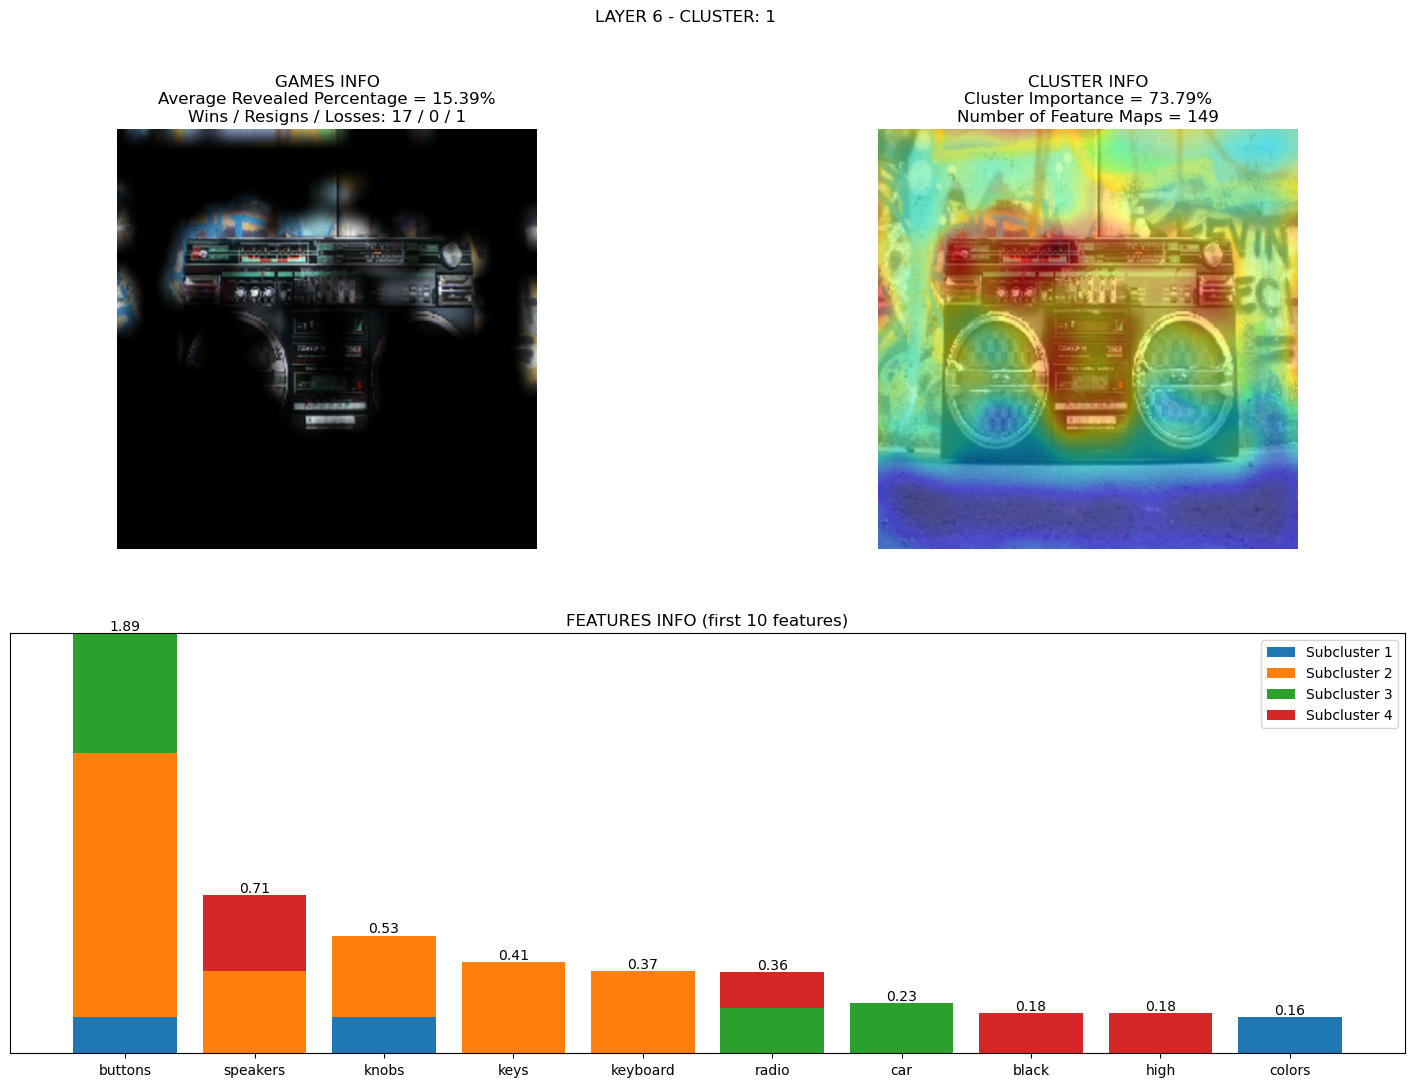 LAYER 6 - CLUSTER: 1
GAMES INFO
Average Revealed Percentage = 15.39%
Wins / Resigns / Losses: 17 / 0 / 1
CLUSTER INFO
Cluster Importance = 73.79%
Number of Feature Maps = 149
EVIN
FEATURES INFO (first 10 features)
1.89
0.71
0.53
0.41
0.37
0.36
0.23
0.18
0.18
0.16
Subcluster 1
Subcluster 2
Subcluster 3
Subcluster 4
buttons
speakers
knobs
keys
keyboard
radio
car
black
high
colors